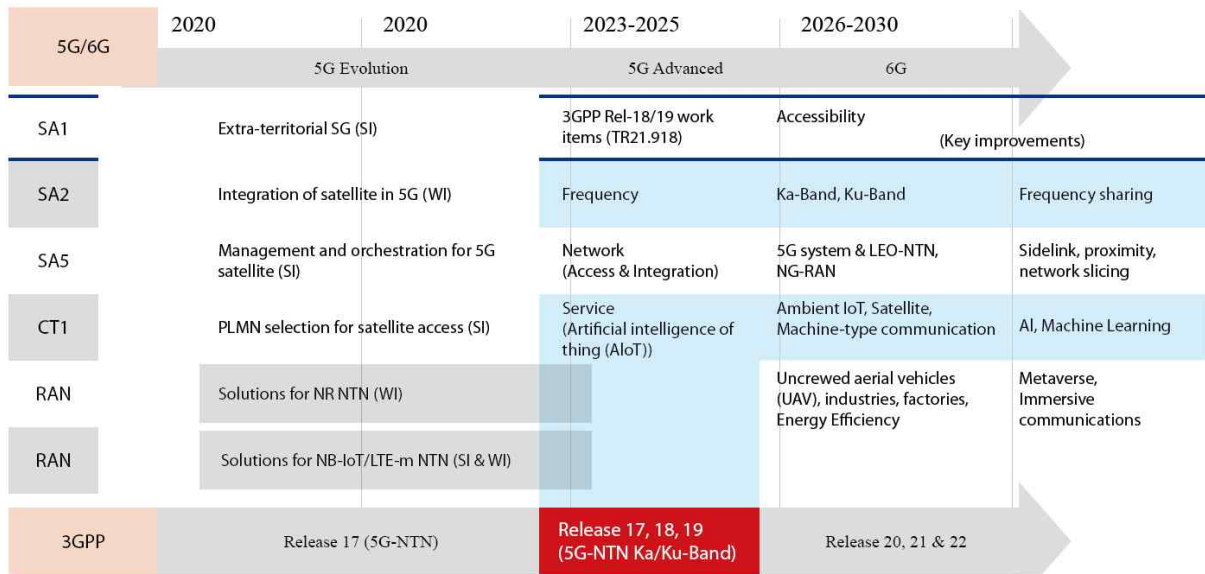 2020 2020 2023-2025 2026-2030
5G/6G
5G Evolution 5G Advanced 6G
SA1
Extra-territorial SG (SI)
3GPP Rel-18/19 work
items (TR21.918)
Accessibility
(Key improvements)
SA2
Integration of satellite in 5G (WI)
Frequency
Ka-Band, Ku-Band
Frequency sharing
SA5
Management and orchestration for 5G
satellite (SI)
Network
(Access & Integration)
5G system & LEO-NTN,
NG-RAN
Sidelink, proximity,
network slicing
CT1
PLMN selection for satellite access (SI)
Service
(Artificial intelligence of
thing (AIoT))
Ambient IoT, Satellite,
Machine-type communication
AI, Machine Learning
RAN
Solutions for NR NTN (WI)
Uncrewed aerial vehicles
(UAV), industries, factories,
Energy Efficiency
Metaverse,
Immersive
communications
RAN
Solutions for NB-IoT/LTE-m NTN (SI & WI)
3GPP
Release 17 (5G-NTN)
Release 17, 18, 19
(5G-NTN Ka/Ku-Band)
Release 20, 21 & 22